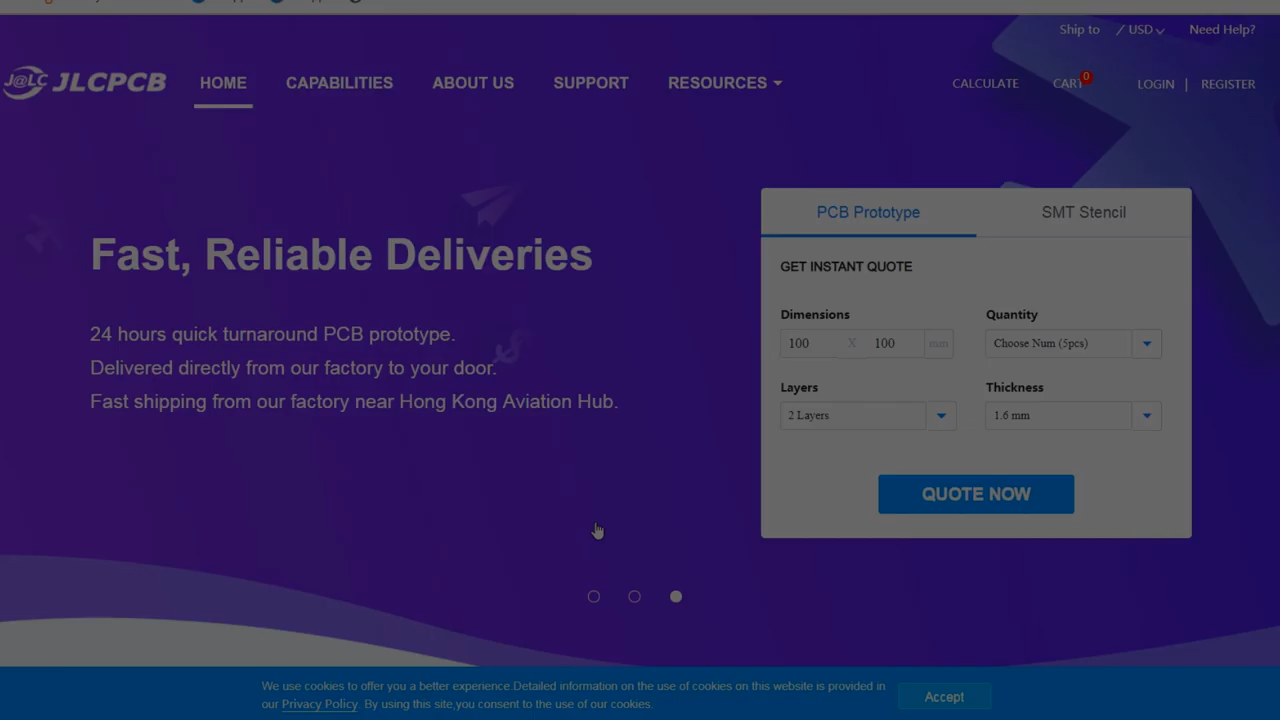 Ship to / USD Need Help?
J@LC JLCPCB HOME CAPABILITIES ABOUT US SUPPORT RESOURCES CALCULATE CART 0 LOGIN | REGISTER
PCB Prototype SMT Stencil
Fast, Reliable Deliveries
GET INSTANT QUOTE
24 hours quick turnaround PCB prototype.
Delivered directly from our factory to your door.
Fast shipping from our factory near Hong Kong Aviation Hub.
Dimensions Quantity
100 X 100 mm Choose Num (5pcs)
Layers Thickness
2 Layers 1.6 mm
QUOTE NOW
We use cookies to offer you a better experience.Detailed information on the use of cookies on this website is provided in
our Privacy Policy. By using this site,you consent to the use of our cookies.
Accept